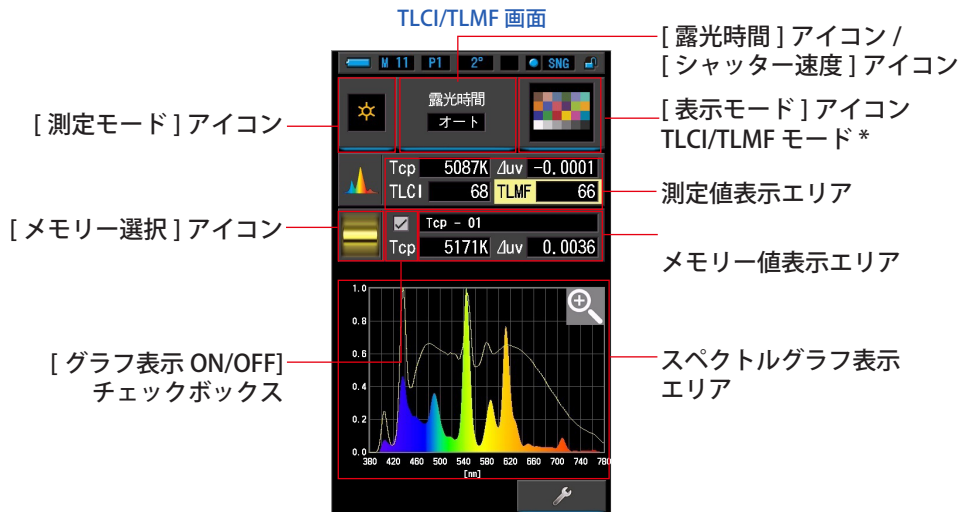 TLCI/TLMF 画面
[ 露光時間 ] アイコン /
[ シャッター速度 ] アイコン
M 11 P1 2° SNG
[ 測定モード ] アイコン
露光時間
オート
[ 表示モード ] アイコン
TLCI/TLMF モード *
Tcp 5087K ⊿uv -0.0001
TLCI 68 TLMF 66
測定値表示エリア
[ メモリー選択 ] アイコン
Tcp - 01
Tcp 5171K ⊿uv 0.0036
メモリー値表示エリア
1.0
0.8
0.6
0.4
0.2
0.0
380 420 460 500 540 580 620 660 700 740 780
[nm]
[ グラフ表示 ON/OFF]
チェックボックス
スペクトルグラフ表示
エリア